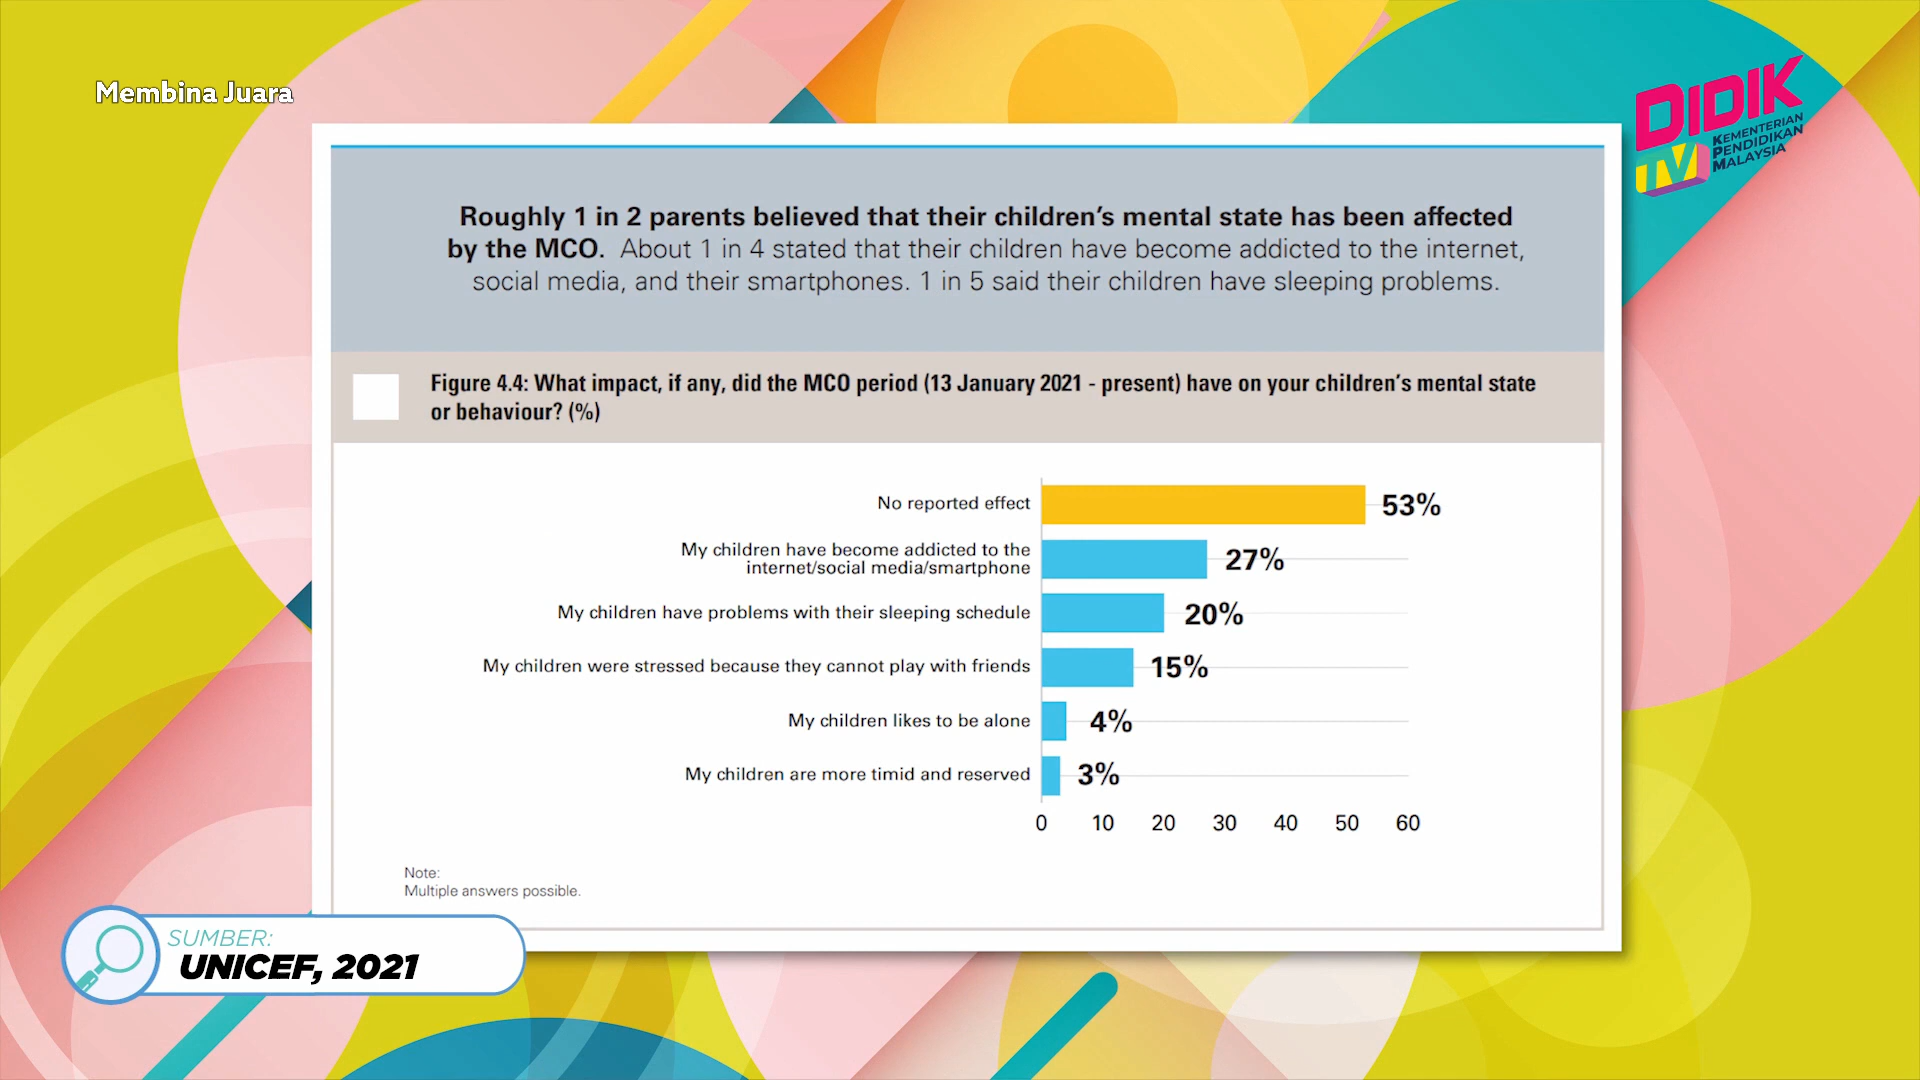 Membina Juara
DIDIK
TV
KEMENTERIAN
PENDIDIKAN
MALAYSIA
Roughly 1 in 2 parents believed that their children’s mental state has been affected
by the MCO. About 1 in 4 stated that their children have become addicted to the internet,
social media, and their smartphones. 1 in 5 said their children have sleeping problems.
Figure 4.4: What impact, if any, did the MCO period (13 January 2021 - present) have on your children’s mental state
or behaviour? (%)
No reported effect 53%
My children have become addicted to the
internet/social media/smartphone 27%
My children have problems with their sleeping schedule 20%
My children were stressed because they cannot play with friends 15%
My children likes to be alone 4%
My children are more timid and reserved 3%
0 10 20 30 40 50 60
Note:
Multiple answers possible.
SUMBER:
UNICEF, 2021